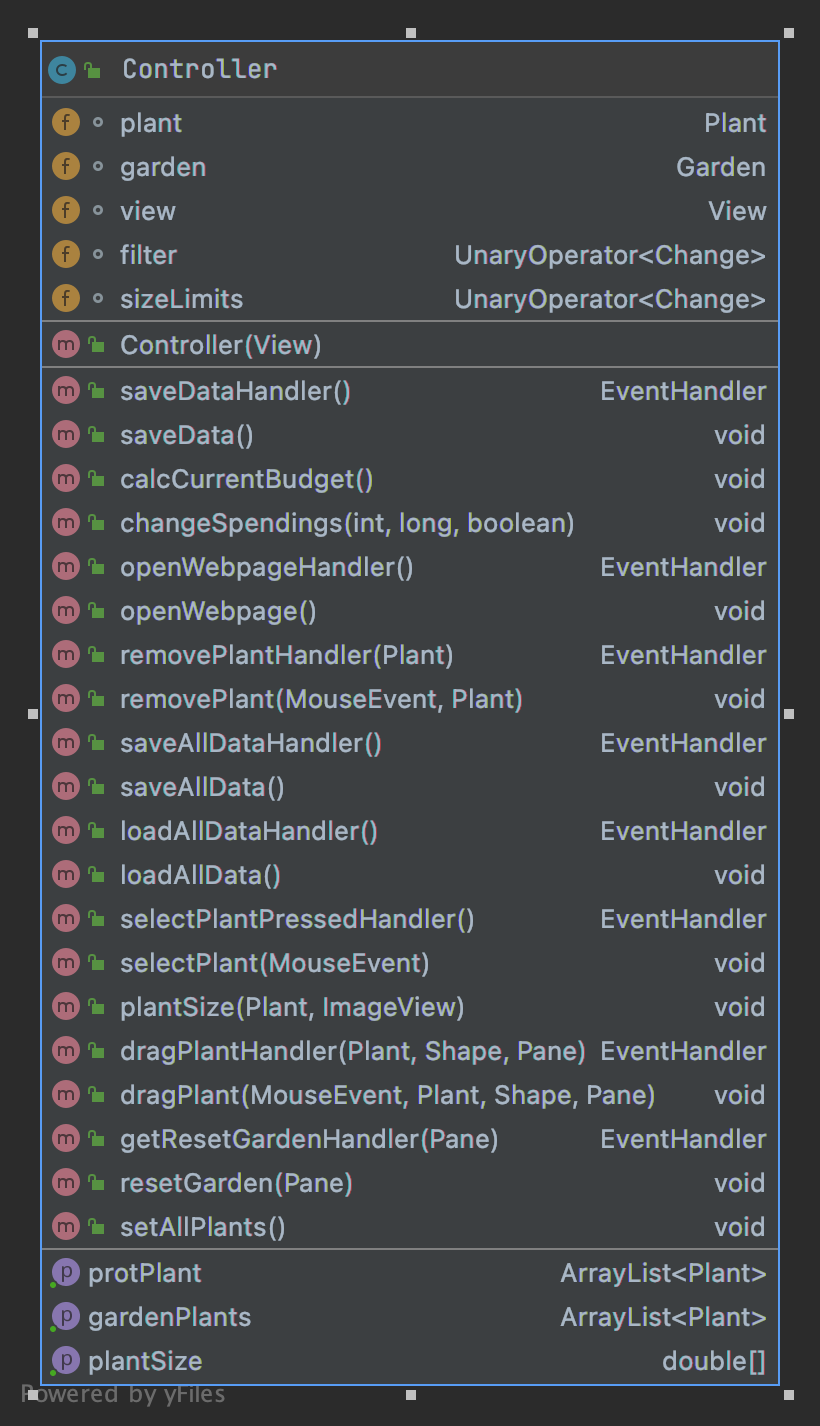 Controller
plant Plant
garden Garden
view View
filter UnaryOperator<Change>
sizeLimits UnaryOperator<Change>
Controller(View)
saveDataHandler() EventHandler
saveData() void
calcCurrentBudget() void
changeSpendings(int, long, boolean) void
openWebpageHandler() EventHandler
openWebpage() void
removePlantHandler(Plant) EventHandler
removePlant(MouseEvent, Plant) void
saveAllDataHandler() EventHandler
saveAllData() void
loadAllDataHandler() EventHandler
loadAllData() void
selectPlantPressedHandler() EventHandler
selectPlant(MouseEvent) void
plantSize(Plant, ImageView) void
dragPlantHandler(Plant, Shape, Pane) EventHandler
dragPlant(MouseEvent, Plant, Shape, Pane) void
getResetGardenHandler(Pane) EventHandler
resetGarden(Pane) void
setAllPlants() void
protPlant ArrayList<Plant>
gardenPlants ArrayList<Plant>
plantSize double[]
Powered by yFiles